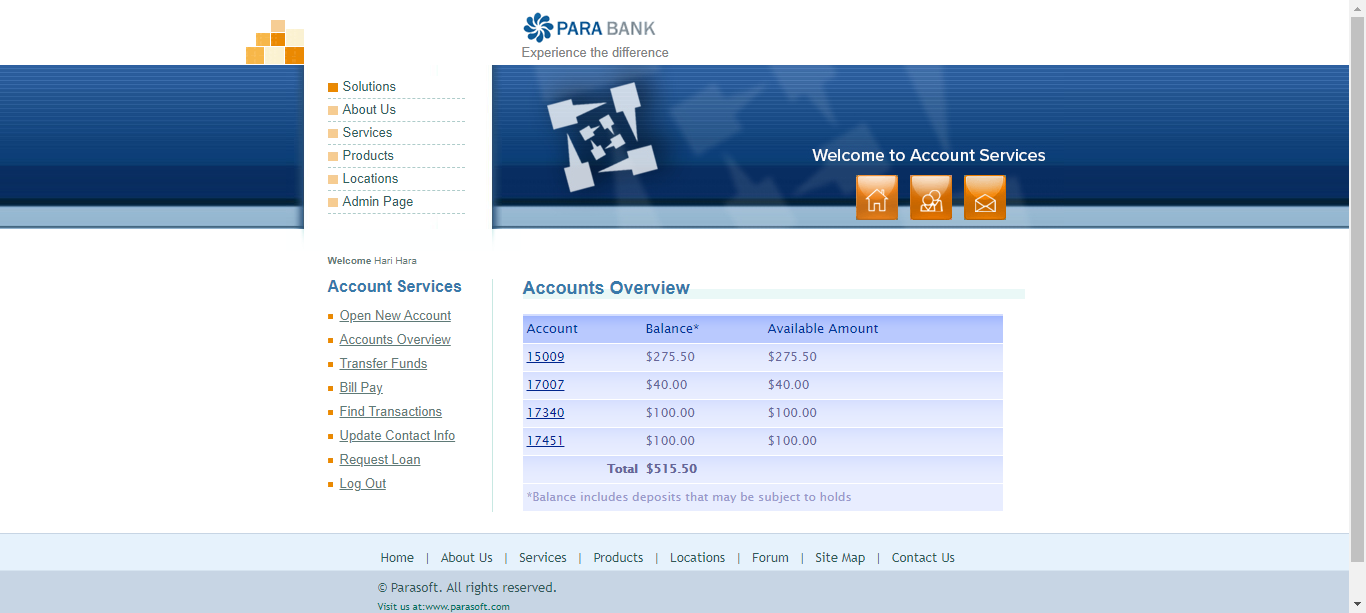 PARA BANK
Experience the difference
Solutions
About Us
Services
Products
Locations
Admin Page
Welcome to Account Services
Welcome Hari Hara
Account Services
Open New Account
Accounts Overview
Transfer Funds
Bill Pay
Find Transactions
Update Contact Info
Request Loan
Log Out
Accounts Overview
Account Balance* Available Amount
15009 $275.50 $275.50
17007 $40.00 $40.00
17340 $100.00 $100.00
17451 $100.00 $100.00
Total $515.50
*Balance includes deposits that may be subject to holds
Home | About Us | Services | Products | Locations | Forum | Site Map | Contact Us
© Parasoft. All rights reserved.
Visit us at:www.parasoft.com